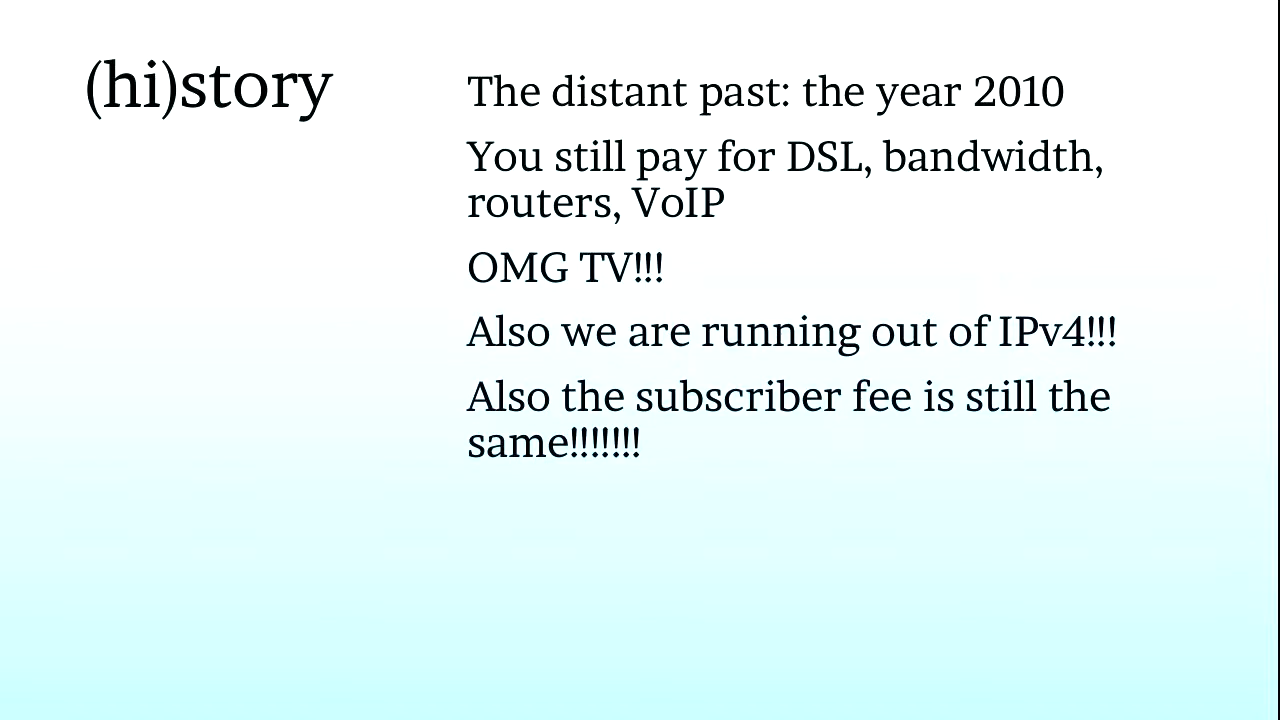 (hi)story
The distant past: the year 2010
You still pay for DSL, bandwidth,
routers, VoIP
OMG TV!!!
Also we are running out of IPv4!!!
Also the subscriber fee is still the
same!!!!!!!